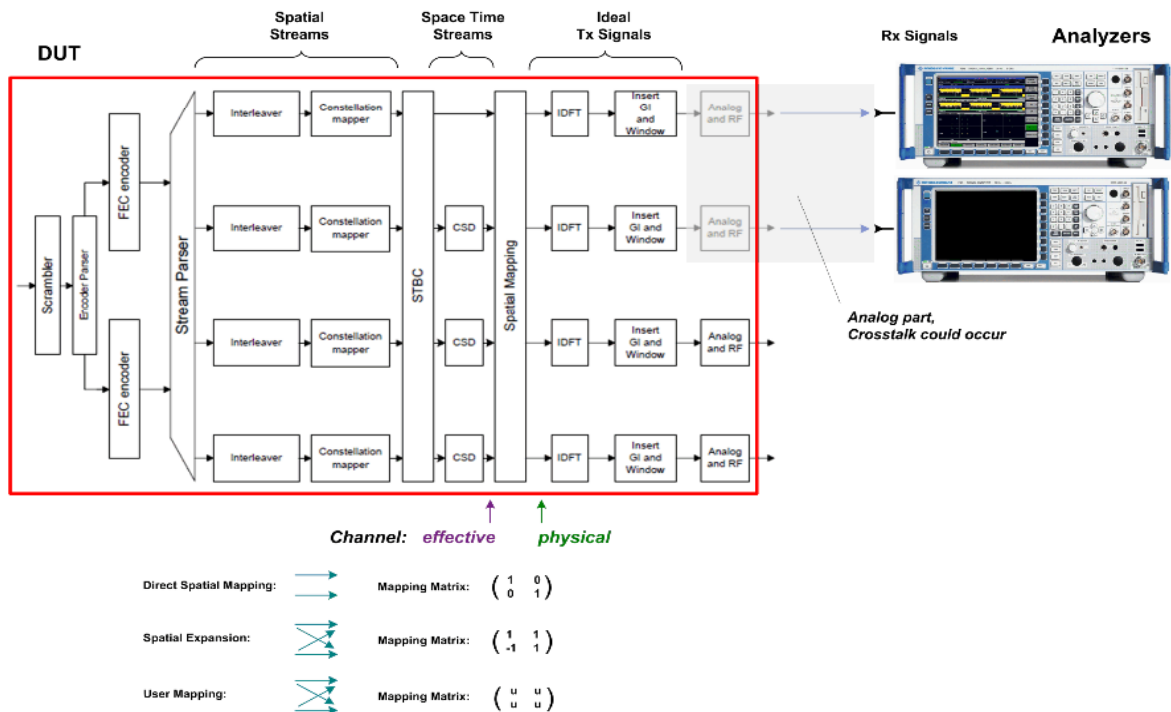 Spatial
Streams
Space Time
Streams
Ideal
Tx Signals
DUT
Rx Signals
Analyzers
Scrambler
Encoder Parser
FEC encoder
FEC encoder
Stream Parser
Interleaver
Constellation
mapper
STBC
Spatial Mapping
IDFT
Insert
GI
and
Window
Analog
and RF
Interleaver
Constellation
mapper
CSD
IDFT
Insert
GI and
Window
Analog
and RF
Analog part,
Crosstalk could occur
Interleaver
Constellation
mapper
CSD
IDFT
Insert
GI and
Window
Analog
and RF
Interleaver
Constellation
mapper
CSD
IDFT
Insert
GI and
Window
Analog
and RF
Channel: effective physical
Direct Spatial Mapping: Mapping Matrix: ( 1 0
0 1 )
Spatial Expansion: Mapping Matrix: ( 1 1
-1 1 )
User Mapping: Mapping Matrix: ( u u
u u )